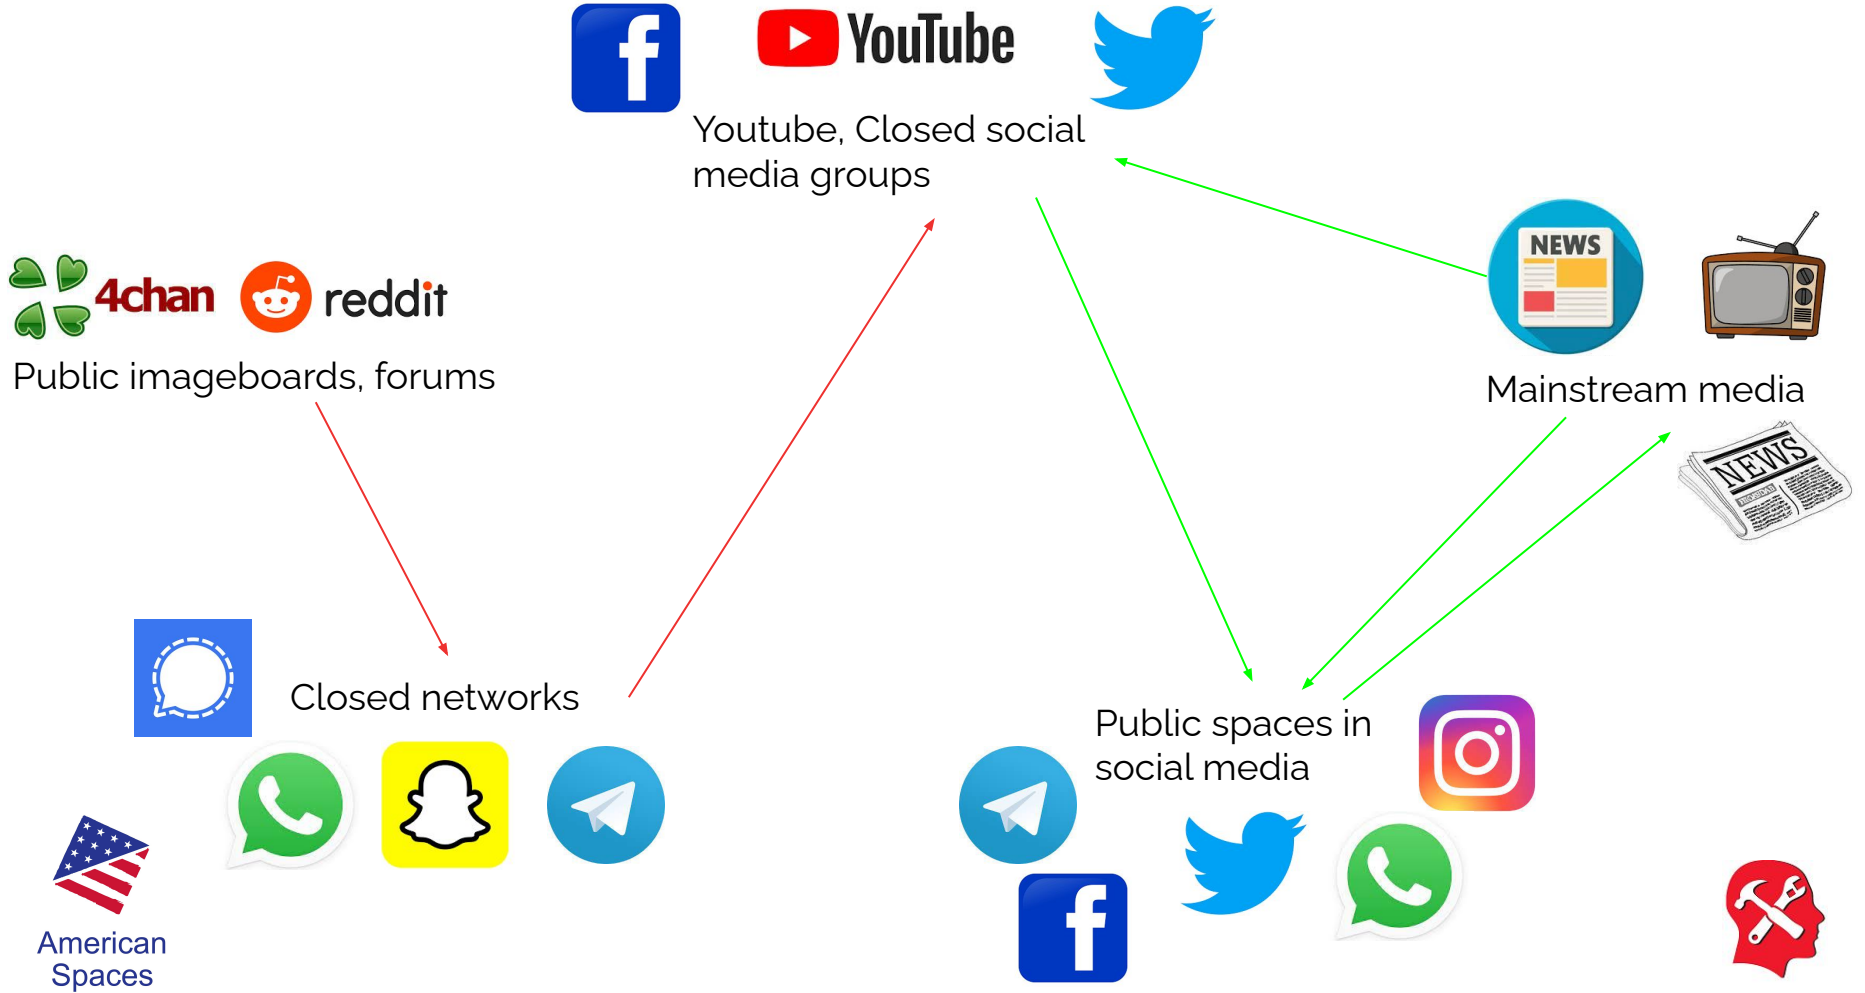 YouTube
Youtube, Closed social
media groups
4chan
reddit
Public imageboards, forums
NEWS
Mainstream media
NEWS
Closed networks
Public spaces in
social media
American
Spaces